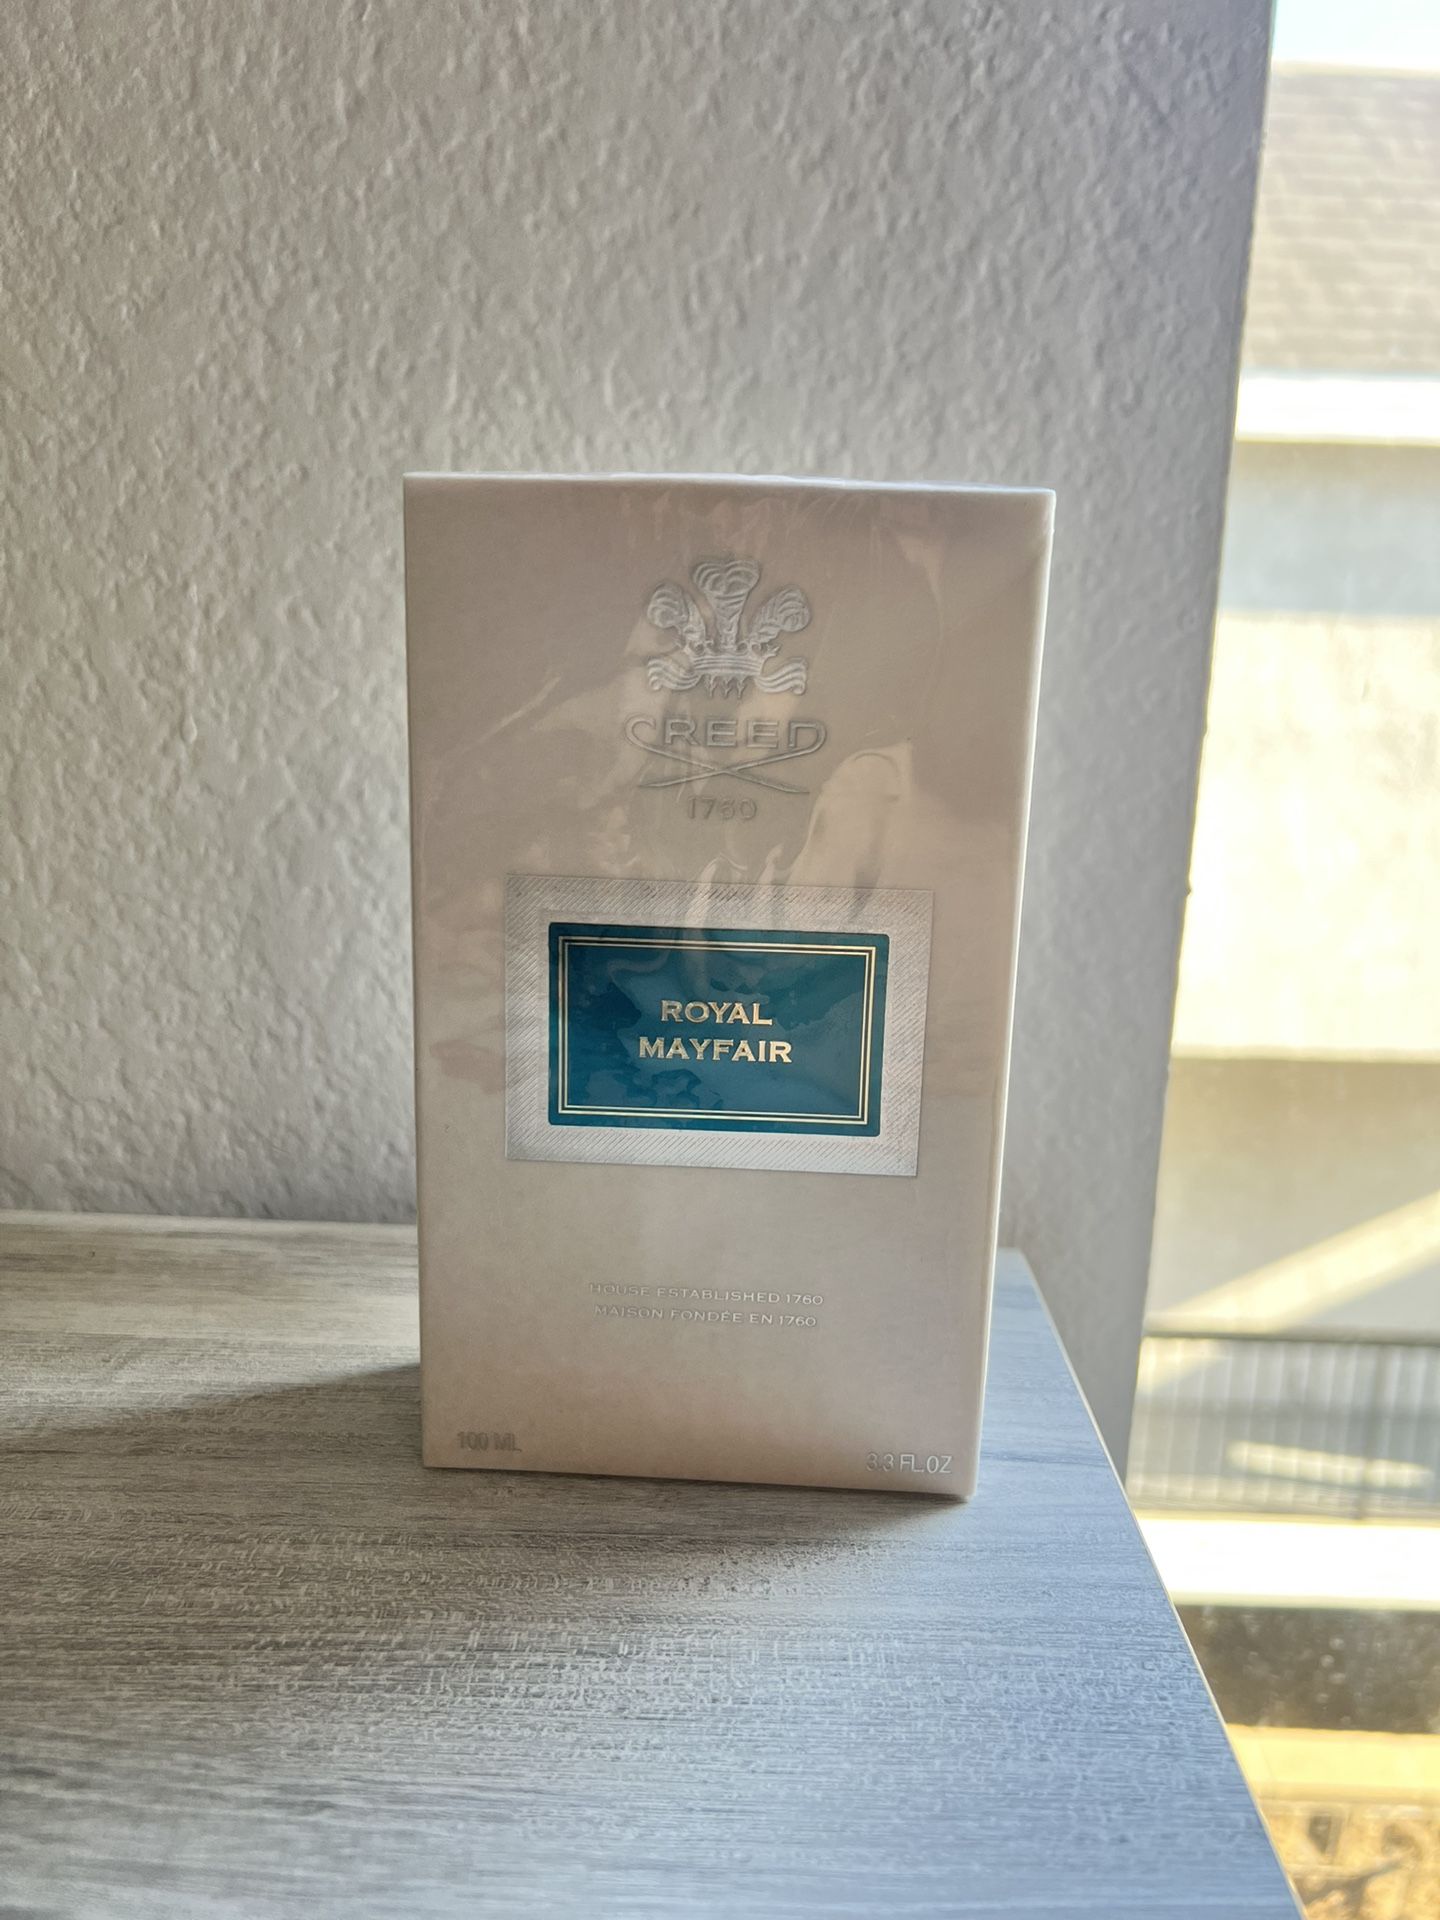 CREED
1760
ROYAL
MAYFAIR
HOUSE ESTABLISHED 1760
MAISON FONDÉE EN 1760
100 ML
3.3 FL.OZ